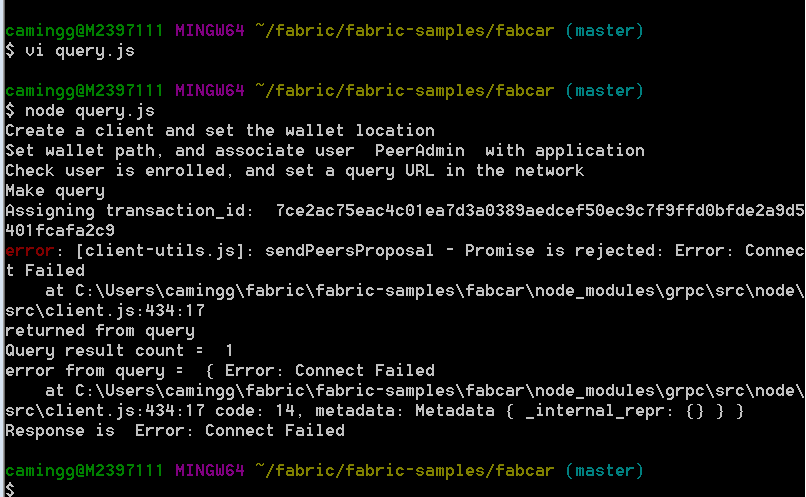 camingg@M2397111 MINGW64 ~/fabric/fabric-samples/fabcar (master)
$ vi query.js
camingg@M2397111 MINGW64 ~/fabric/fabric-samples/fabcar (master)
$ node query.js
Create a client and set the wallet location
Set wallet path, and associate user  PeerAdmin  with application
Check user is enrolled, and set a query URL in the network
Make query
Assigning transaction_id:  7ce2ac75eac4c01ea7d3a0389aedcef50ec9c7f9ffd0bfde2a9d5
401fcafa2c9
error: [client-utils.js]: sendPeersProposal - Promise is rejected: Error: Connec
t Failed
    at C:\Users\camingg\fabric\fabric-samples\fabcar\node_modules\grpc\src\node\
src\client.js:434:17
returned from query
Query result count =  1
error from query =  { Error: Connect Failed
    at C:\Users\camingg\fabric\fabric-samples\fabcar\node_modules\grpc\src\node\
src\client.js:434:17 code: 14, metadata: Metadata { _internal_repr: {} } }
Response is  Error: Connect Failed
camingg@M2397111 MINGW64 ~/fabric/fabric-samples/fabcar (master)
$